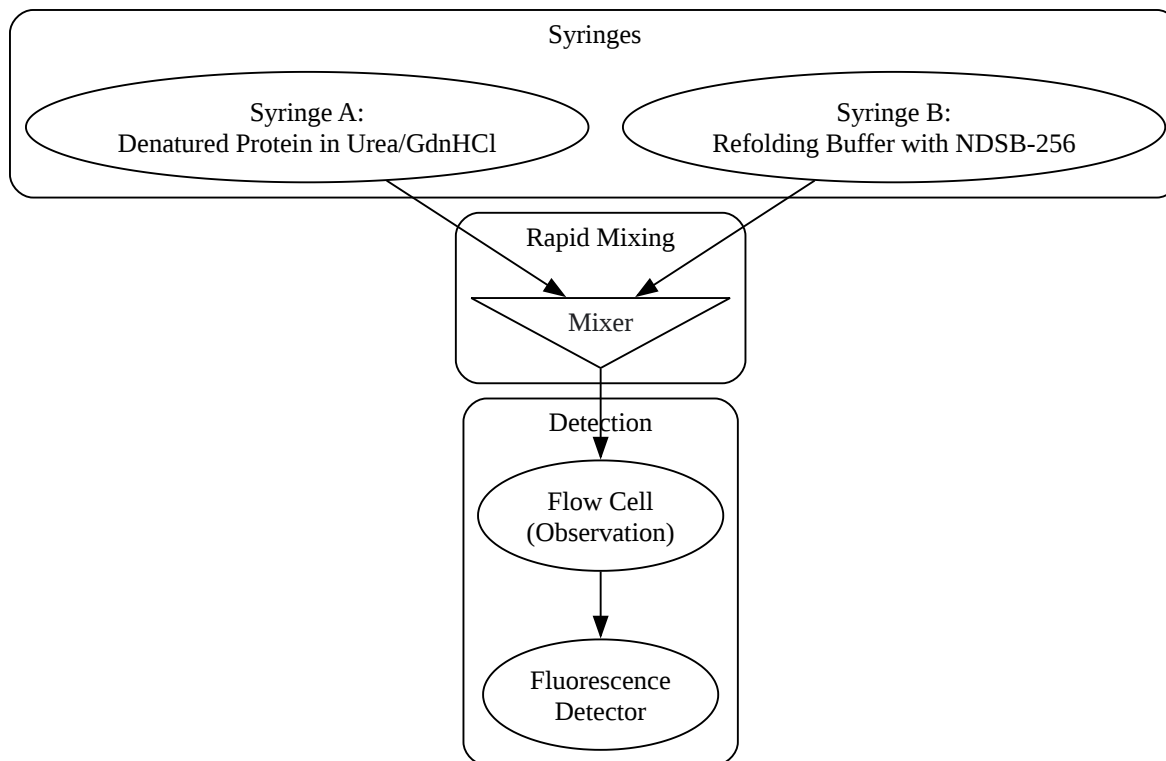 Syringes
Syringe A:
Denatured Protein in Urea/GdnHCl
Syringe B:
Refolding Buffer with NDSB-256
Rapid Mixing
Mixer
Detection
Flow Cell
(Observation)
Fluorescence
Detector